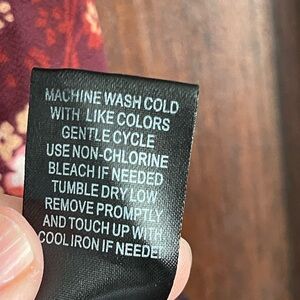 MACHINE WASH COLD
WITH LIKE COLORS
GENTLE CYCLE
USE NON-CHLORINE
BLEACH IF NEEDED
TUMBLE DRY LOW
REMOVE PROMPTLY
AND TOUCH UP WITH
COOL IRON IF NEEDED